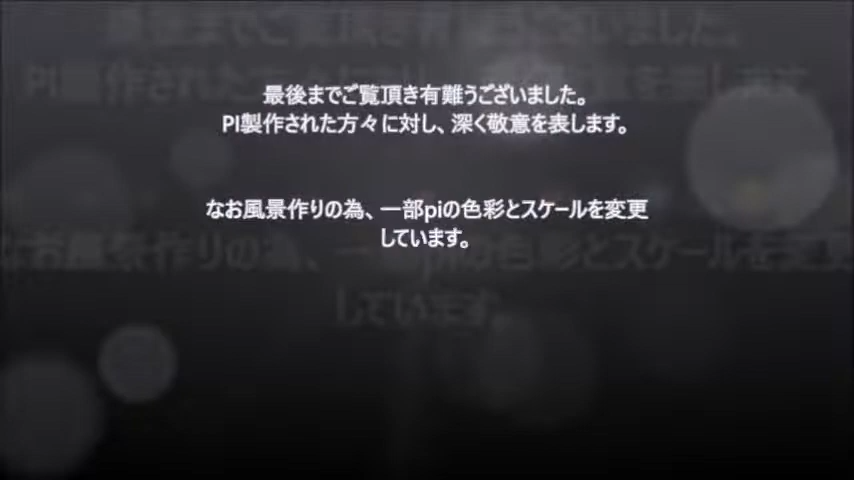 最後までご覧頂き有難うございました。
PI製作された方々に対し、深く敬意を表します。
なお風景作りの為、一部piの色彩とスケールを変更
しています。